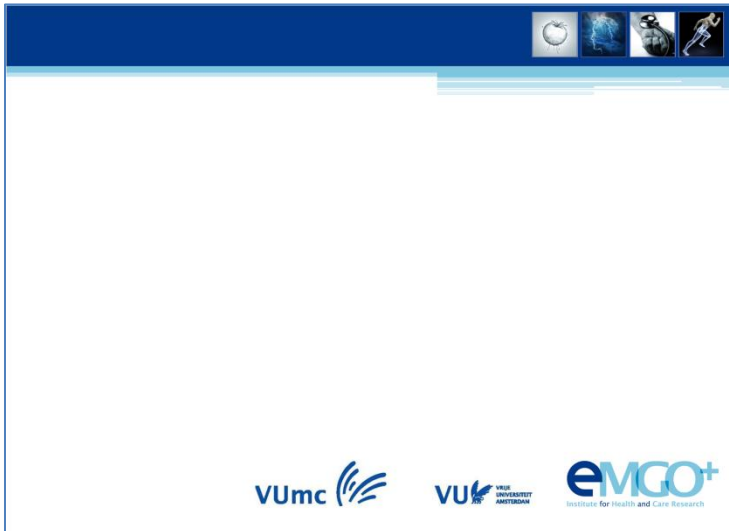 VUmc
VU
VRIJE
UNIVERSITEIT
AMSTERDAM
eMGO+
Institute for Health and Care Research